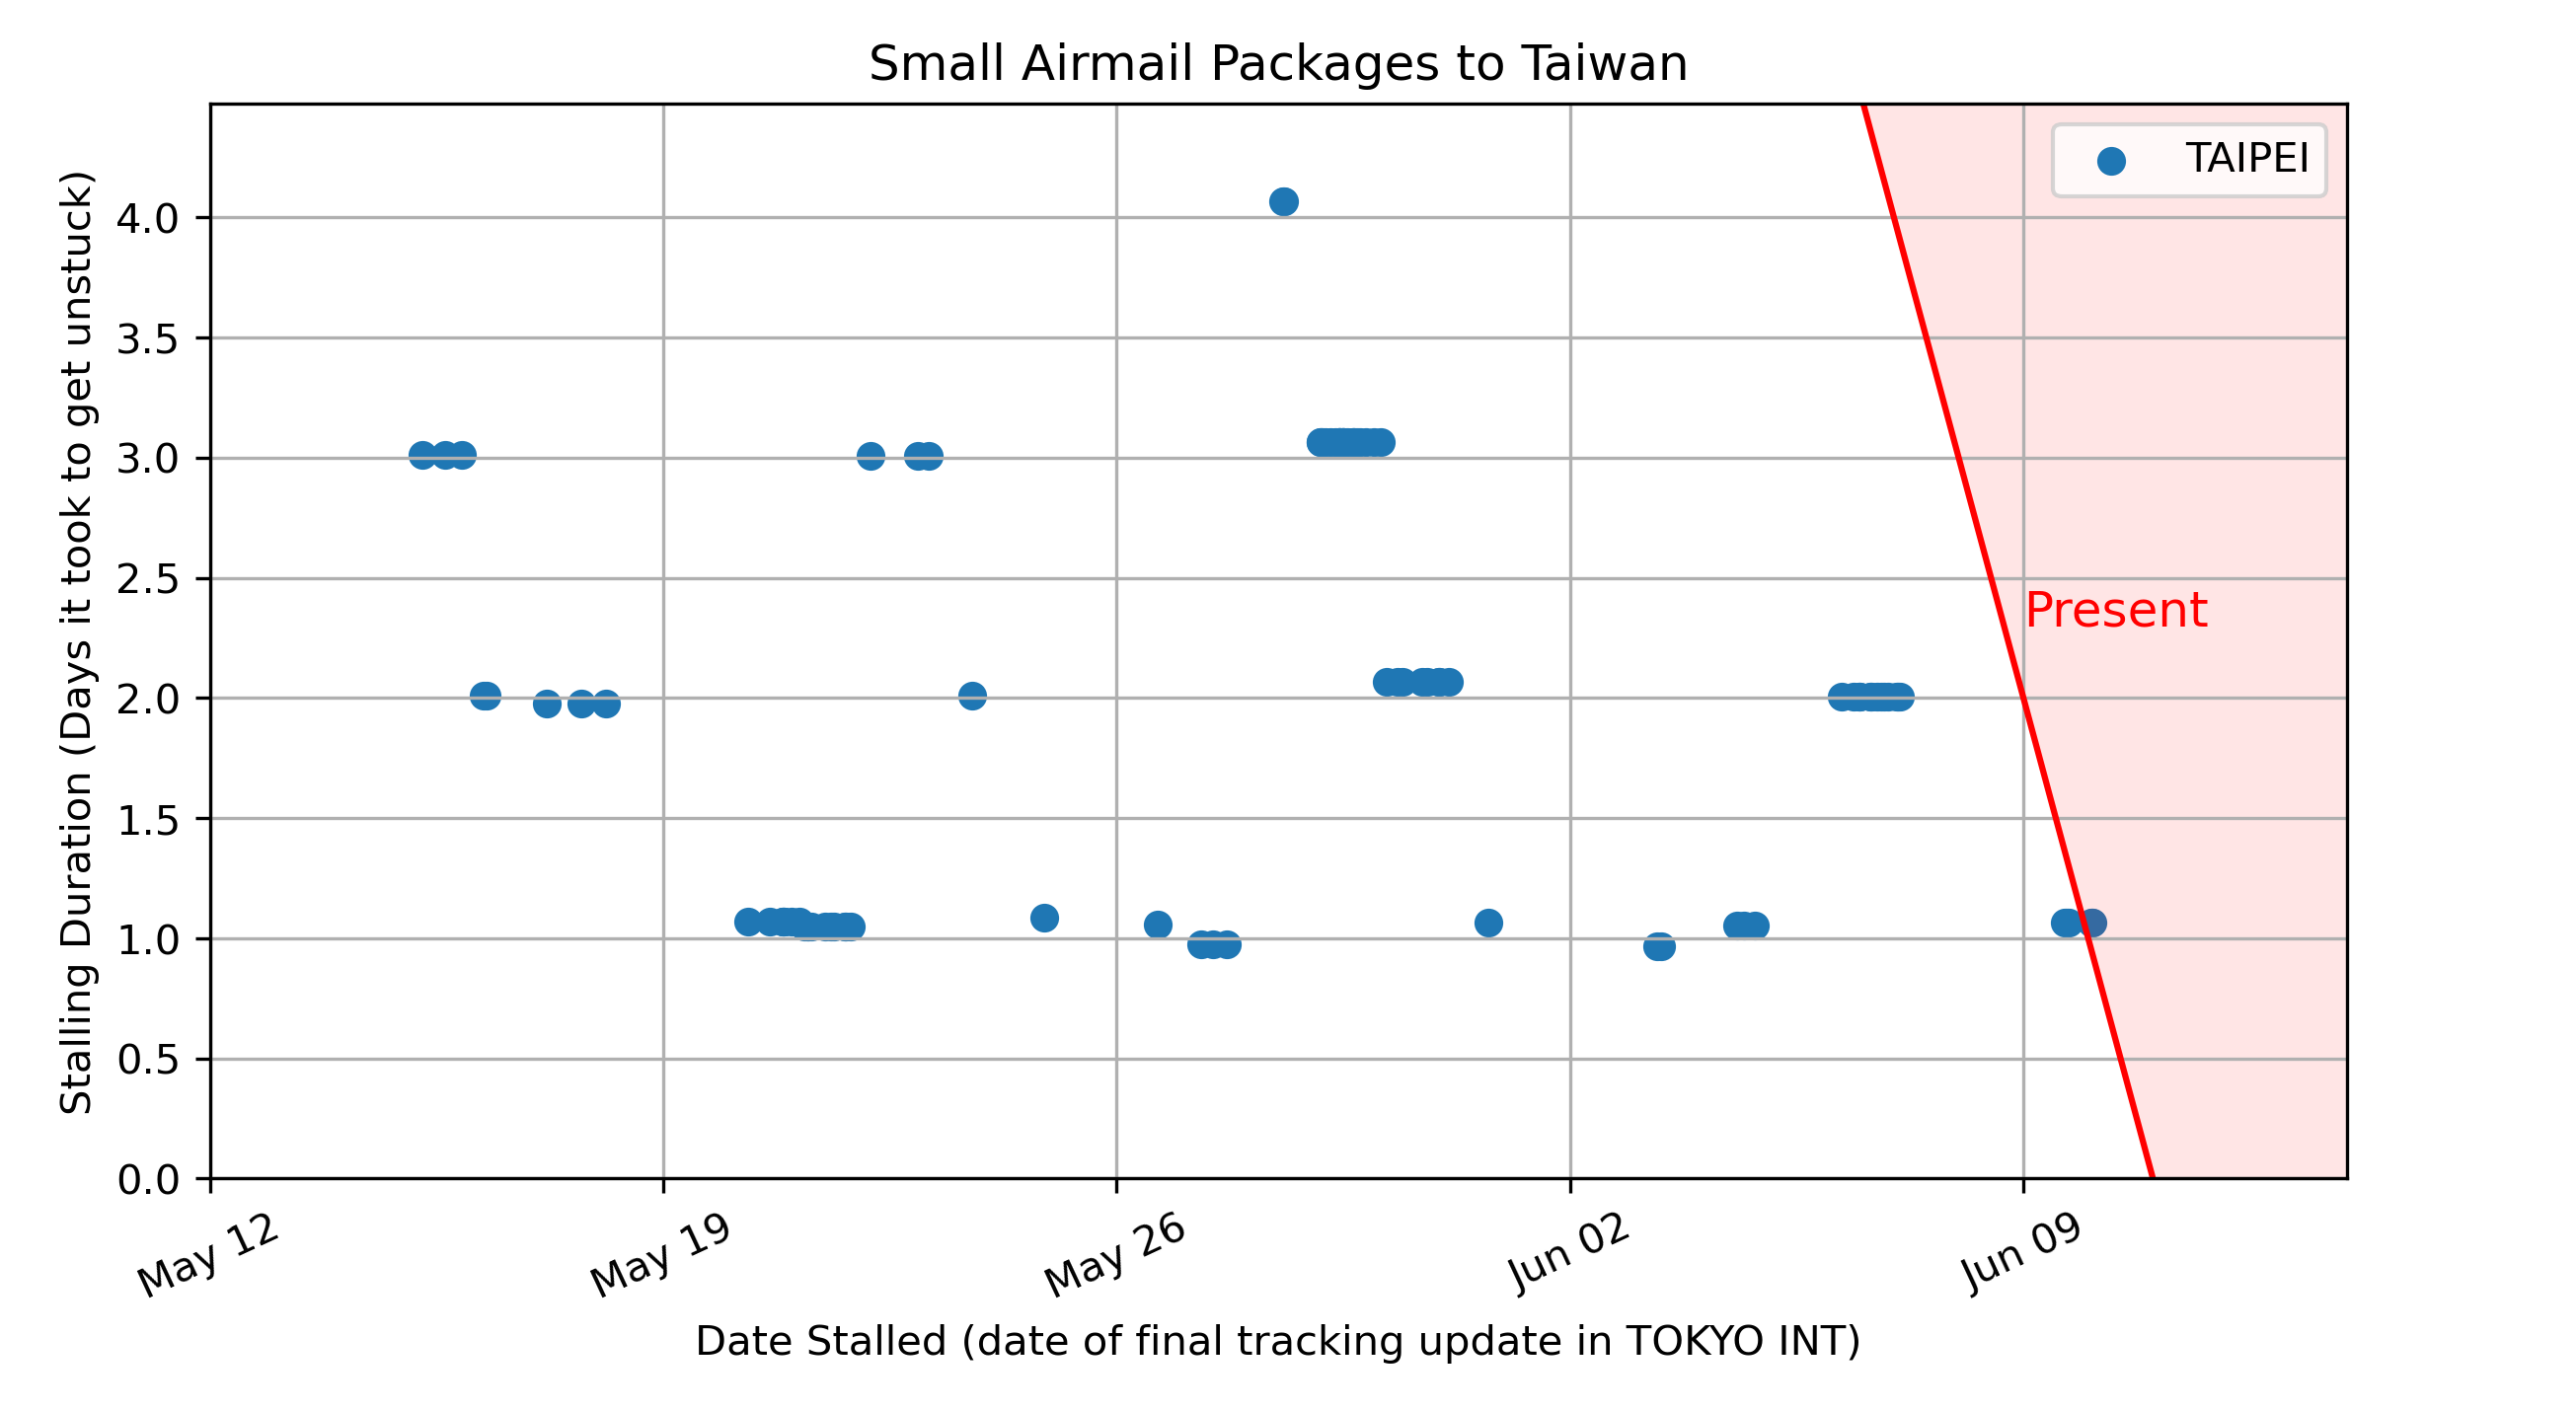 Small Airmail Packages to Taiwan
TAIPEI
Present
Stalling Duration (Days it took to get unstuck)
4.0
3.5
3.0
2.5
2.0
1.5
1.0
0.5
0.0
May 12
May 19
May 26
Jun 02
Jun 09
Date Stalled (date of final tracking update in TOKYO INT)